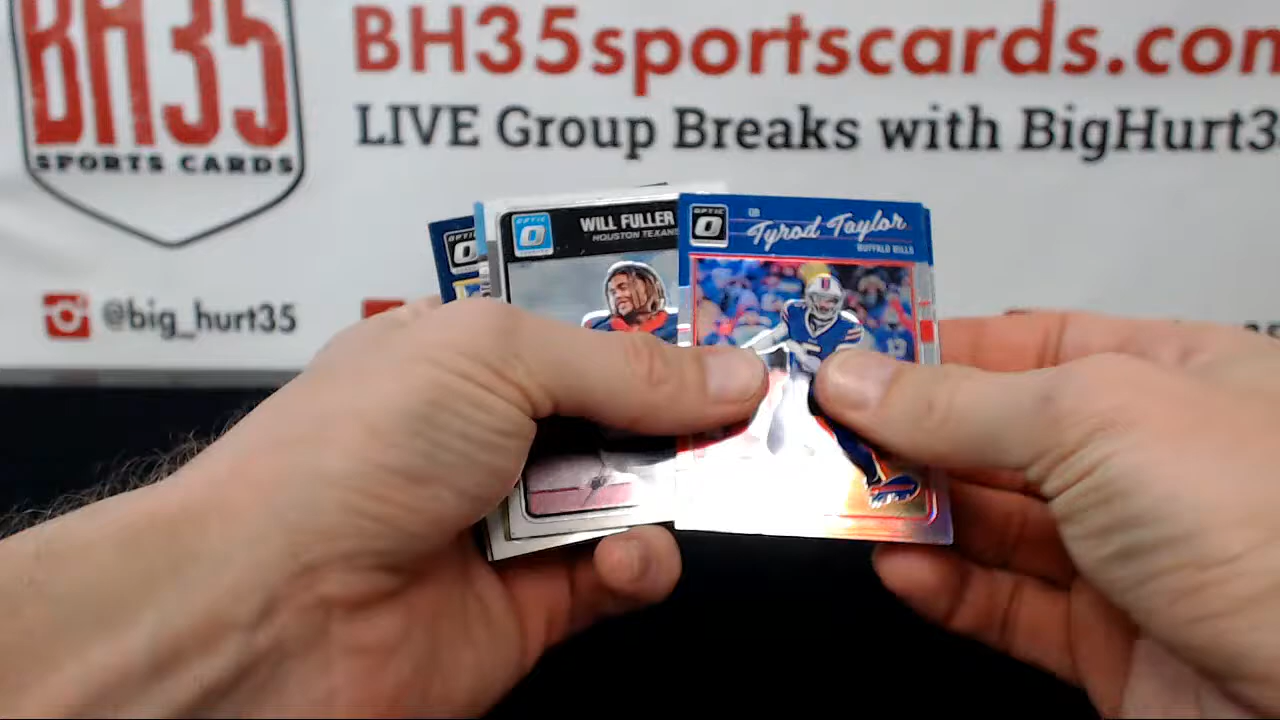 BH35
SPORTS CARDS
BH35sportscards.com
LIVE Group Breaks with BigHurt3
@big_hurt35
OPTIC
WILL FULLER
HOUSTON TEXANS
OPTIC
QB
Tyrod Taylor
BUFFALO BILLS